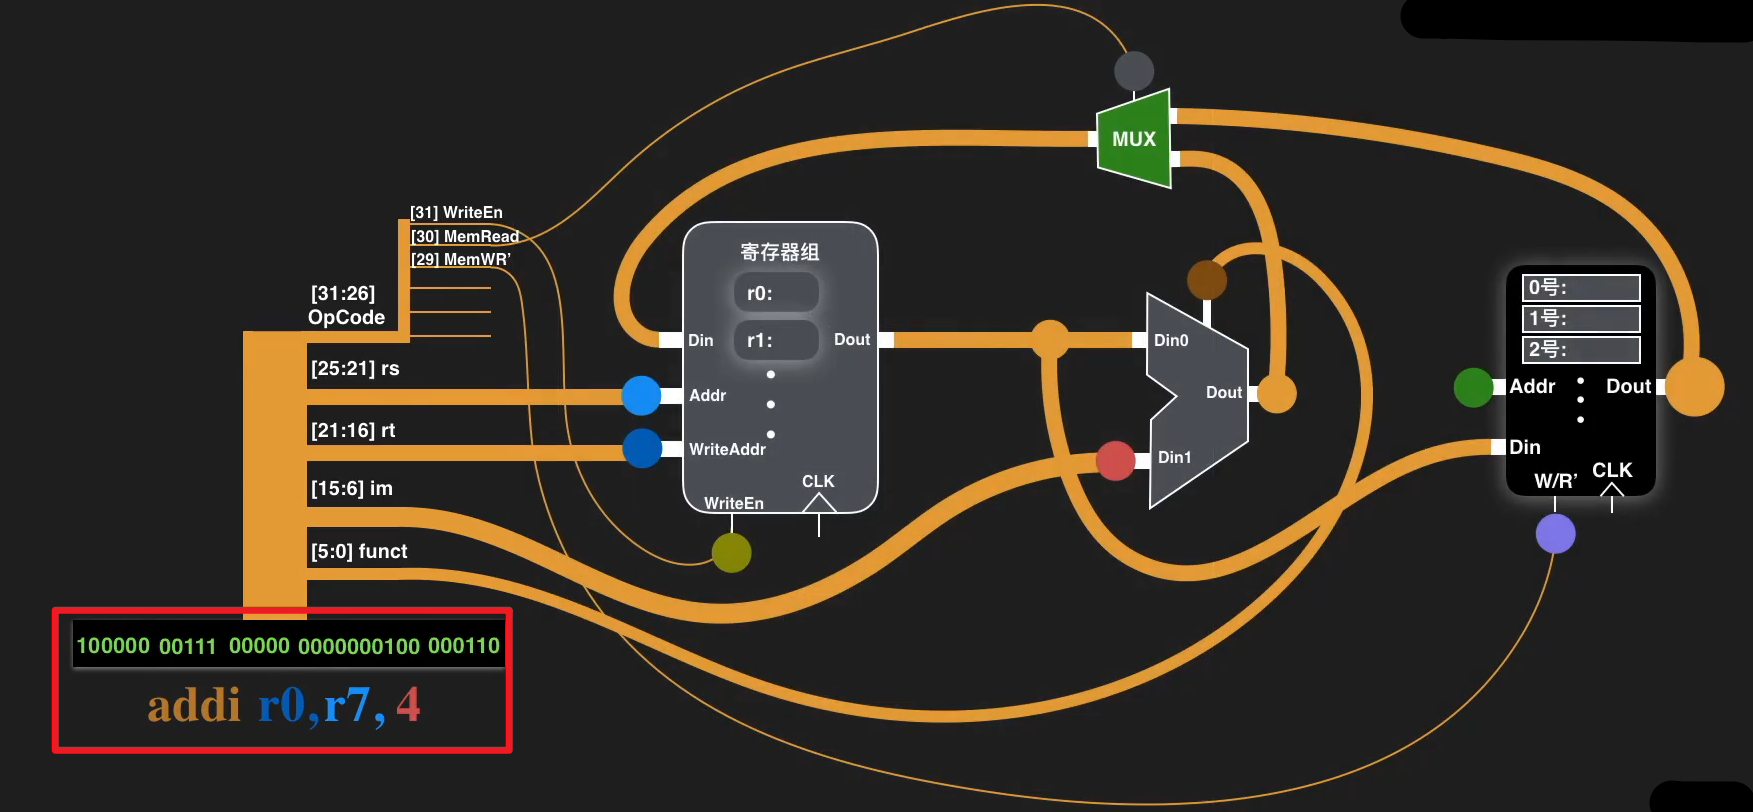 MUX
[31] WriteEn
[30] MemRead
[29] MemWR’
[31:26]
OpCode
[25:21] rs
[21:16] rt
[15:6] im
[5:0] funct
寄存器组
r0:
r1:
Din
Dout
Addr
WriteAddr
WriteEn
CLK
Din0
Dout
Din1
0号:
1号:
2号:
Addr
Dout
Din
W/R’
CLK
100000 00111 00000 0000000100 000110
addi r0,r7, 4